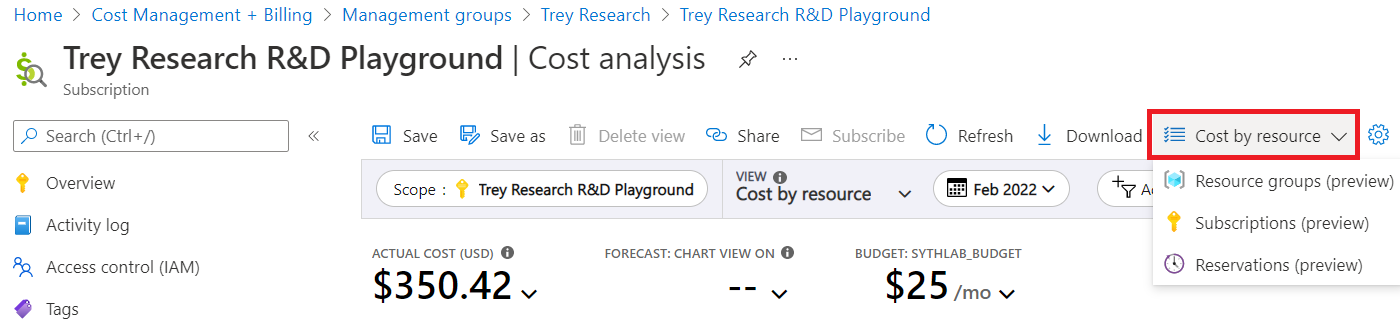 Home > Cost Management + Billing > Management groups > Trey Research > Trey Research R&D Playground
Trey Research R&D Playground | Cost analysis
Subscription
Search (Ctrl+/)
Save
Save as
Delete view
Share
Subscribe
Refresh
Download
Cost by resource
Overview
Activity log
Access control (IAM)
Tags
Scope : Trey Research R&D Playground
VIEW
Cost by resource
Feb 2022
Resource groups (preview)
Subscriptions (preview)
Reservations (preview)
ACTUAL COST (USD)
$350.42
FORECAST: CHART VIEW ON
--
BUDGET: SYTHLAB_BUDGET
$25 /mo